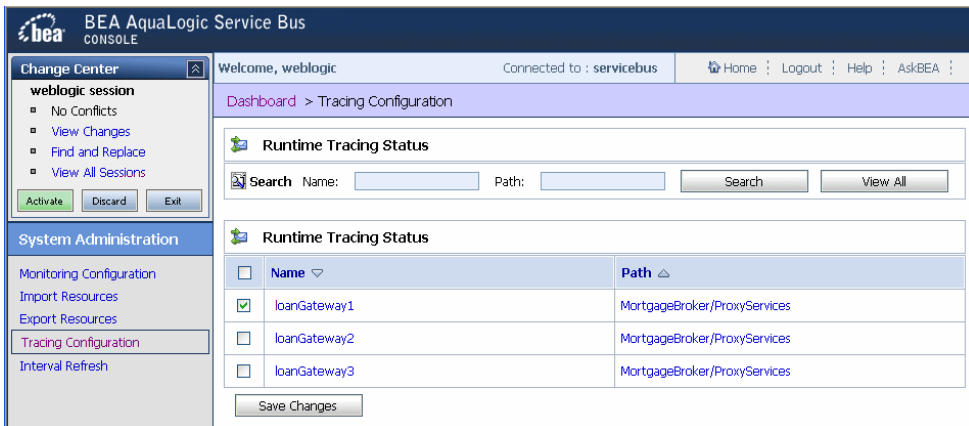 BEA AquaLogic Service Bus
bea CONSOLE
Change Center
weblogic session
No Conflicts
View Changes
Find and Replace
View All Sessions
Activate Discard Exit
System Administration
Monitoring Configuration
Import Resources
Export Resources
Tracing Configuration
Interval Refresh
Welcome, weblogic Connected to : servicebus Home Logout Help AskBEA
Dashboard > Tracing Configuration
Runtime Tracing Status
Search Name: Path: Search View All
Runtime Tracing Status
Name Path
loanGateway1 MortgageBroker/ProxyServices
loanGateway2 MortgageBroker/ProxyServices
loanGateway3 MortgageBroker/ProxyServices
Save Changes